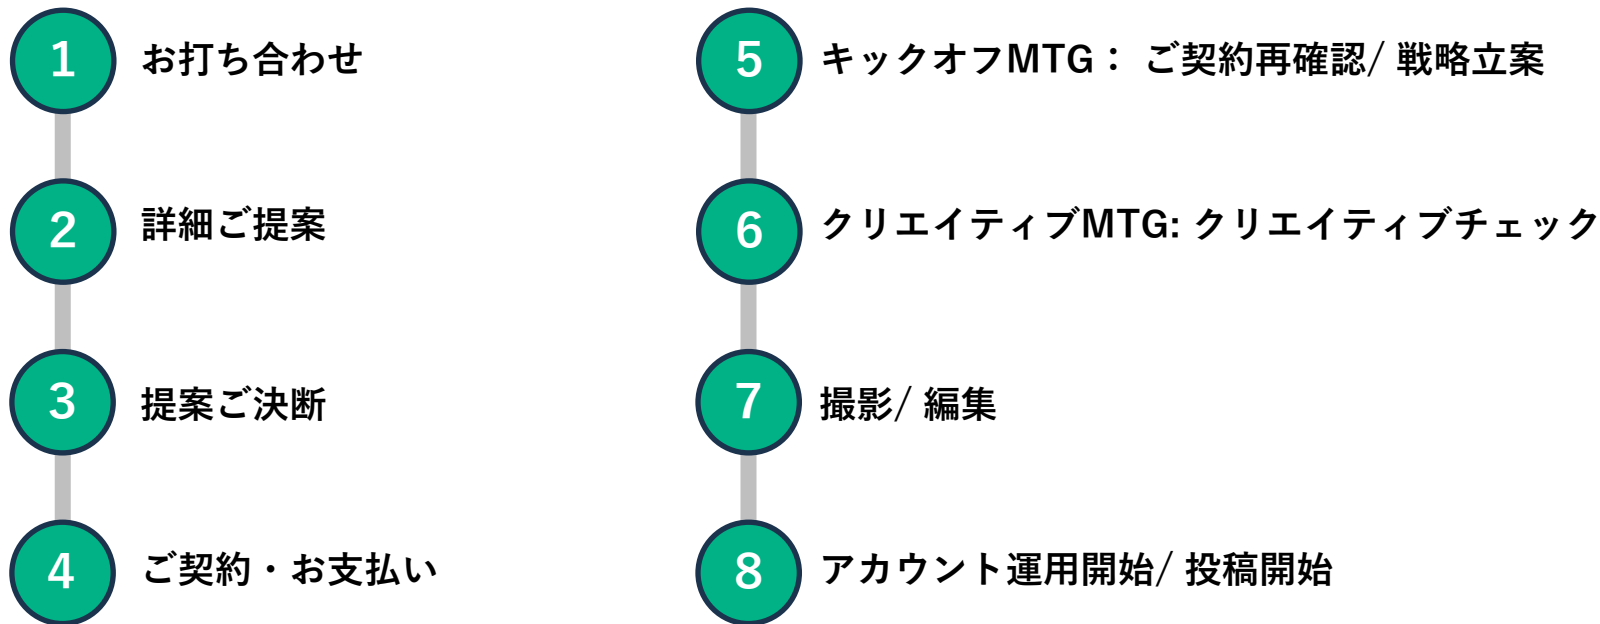 1 お打ち合わせ
2 詳細ご提案
3 提案ご決断
4 ご契約・お支払い
5 キックオフMTG： ご契約再確認/ 戦略立案
6 クリエイティブMTG: クリエイティブチェック
7 撮影/ 編集
8 アカウント運用開始/ 投稿開始